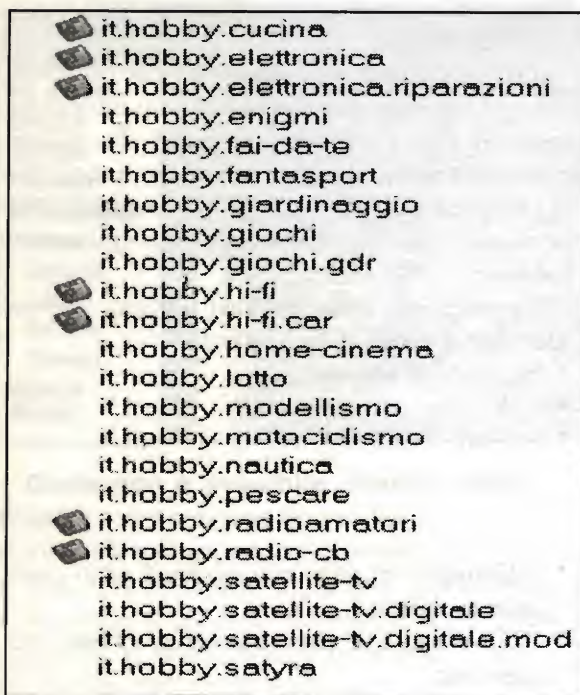 it.hobby.cucina
it.hobby.elettronica
it.hobby.elettronica.riparazioni
it.hobby.enigmi
it.hobby.fai-da-te
it.hobby.fantasport
it.hobby.giardinaggio
it.hobby.giochi
it.hobby.giochi.gdr
it.hobby.hi-fi
it.hobby.hi-fi.car
it.hobby.home-cinema
it.hobby.lotto
it.hobby.modellismo
it.hobby.motociclismo
it.hobby.nautica
it.hobby.pescare
it.hobby.radioamatori
it.hobby.radio-cb
it.hobby.satellite-tv
it.hobby.satellite-tv.digitale
it.hobby.satellite-tv.digitale.mod
it.hobby.satyra